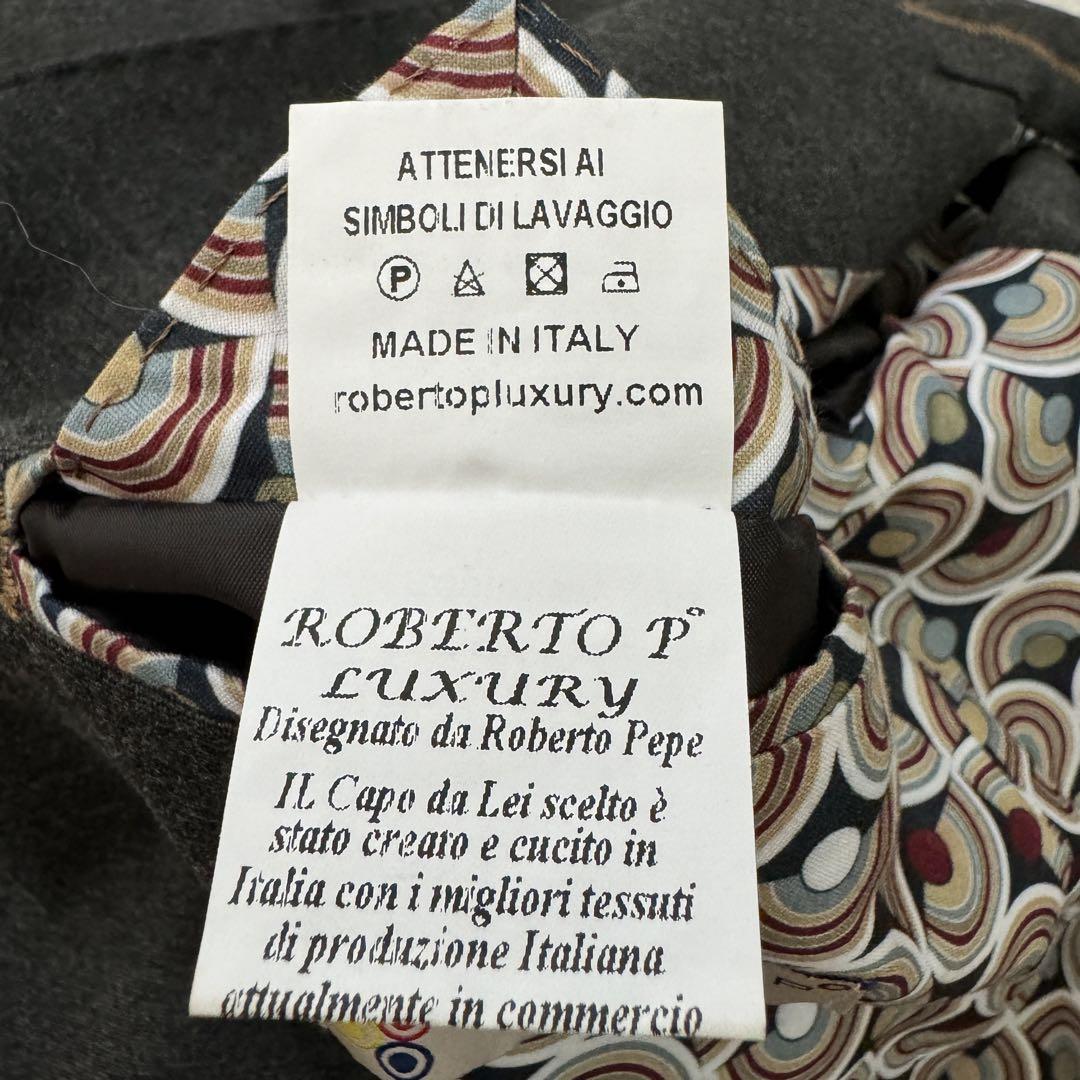 ATTENERSI AI
SIMBOLI DI LAVAGGIO
P
MADE IN ITALY
robertopluxury.com
ROBERTO P°
LUXURY
Disegnato da Roberto Pepe
IL Capo da Lei scelto è
stato creato e cucito in
Italia con i migliori tessuti
di produzione Italiana
attualmente in commercio